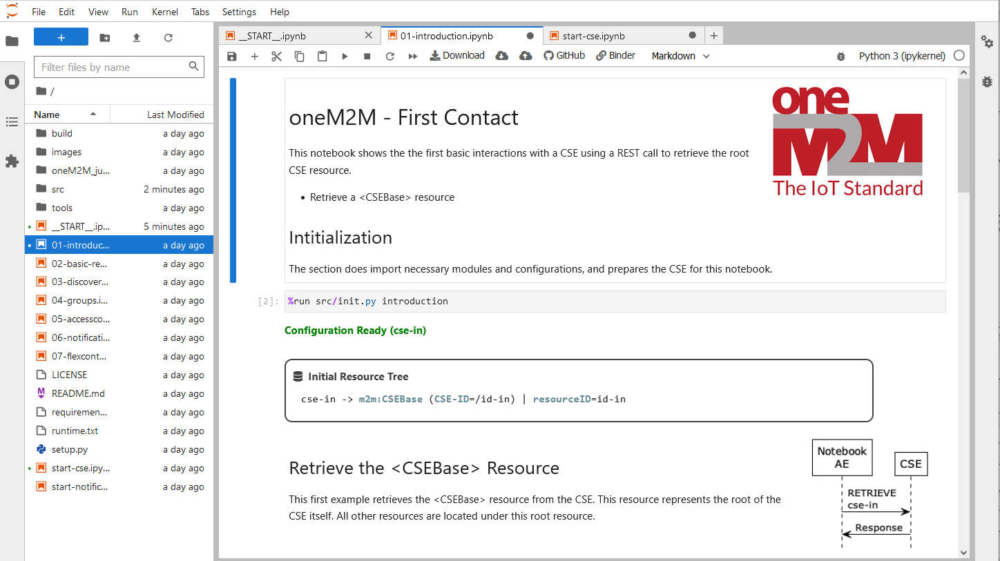 File Edit View Run Kernel Tabs Settings Help
+
Filter files by name
/
Name Last Modified
build a day ago
images a day ago
oneM2M_ju... a day ago
src 2 minutes ago
tools a day ago
__START__.ip... 5 minutes ago
01-introduc... a day ago
02-basic-re... a day ago
03-discover... a day ago
04-groups.i... a day ago
05-accessco... a day ago
06-notificati... a day ago
07-flexcont... a day ago
LICENSE a day ago
README.md a day ago
requiremen... a day ago
runtime.txt a day ago
setup.py a day ago
start-cse.ipy... a day ago
start-notific... a day ago
__START__.ipynb 01-introduction.ipynb start-cse.ipynb
Download GitHub Binder Markdown Python 3 (ipykernel)
oneM2M - First Contact
This notebook shows the the first basic interactions with a CSE using a REST call to retrieve the root
CSE resource.
• Retrieve a <CSEBase> resource
one
M2M
The IoT Standard
Intitialization
The section does import necessary modules and configurations, and prepares the CSE for this notebook.
[2]: %run src/init.py introduction
Configuration Ready (cse-in)
Initial Resource Tree
cse-in -> m2m:CSEBase (CSE-ID=/id-in) | resourceID=id-in
Retrieve the <CSEBase> Resource
This first example retrieves the <CSEBase> resource from the CSE. This resource represents the root of the
CSE itself. All other resources are located under this root resource.
Notebook
AE
CSE
RETRIEVE
cse-in
Response